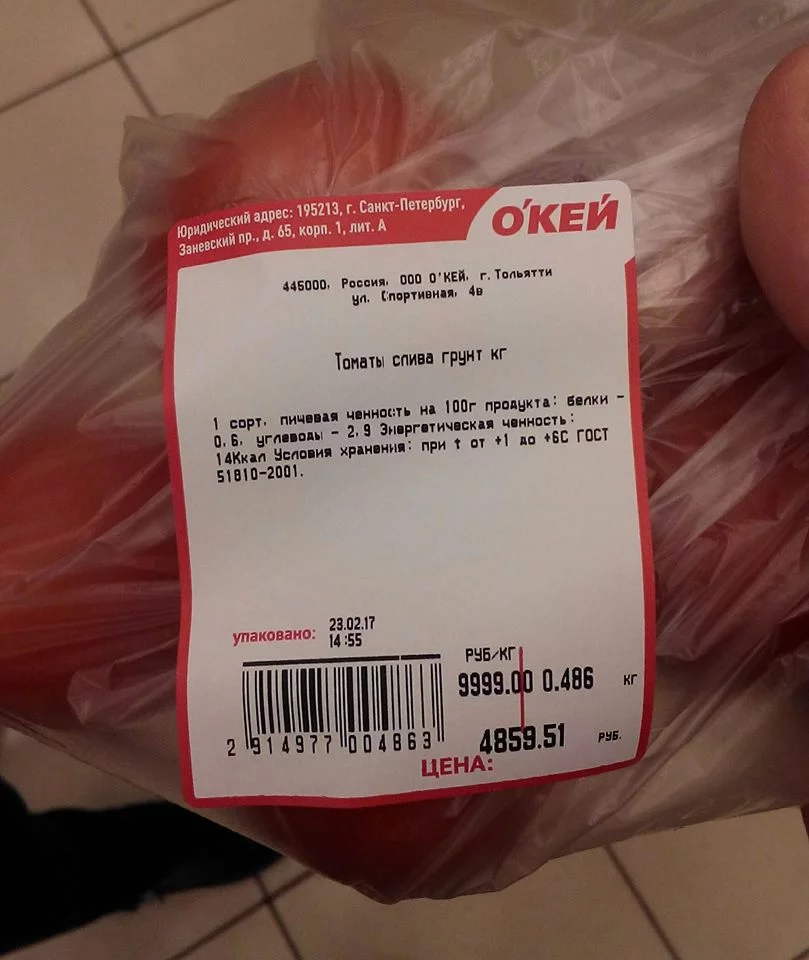 Юридический адрес: 195213, г. Санкт-Петербург,
Заневский пр., д. 65, корп. 1, лит. А
О'КЕЙ
445000, Россия, ООО О'КЕЙ, г.Тольятти
ул. Спортивная, 4в
Томаты слива грунт кг
1 сорт, пищевая ценность на 100г продукта: белки -
0,6, углеводы - 2,9 Энергетическая ценность:
14Ккал Условия хранения: при t от +1 до +6С ГОСТ
51810-2001.
упаковано: 23.02.17
14:55
РУБ/КГ
9999.00 0.486 кг
2 914977 004863
4859.51 РУБ.
ЦЕНА: